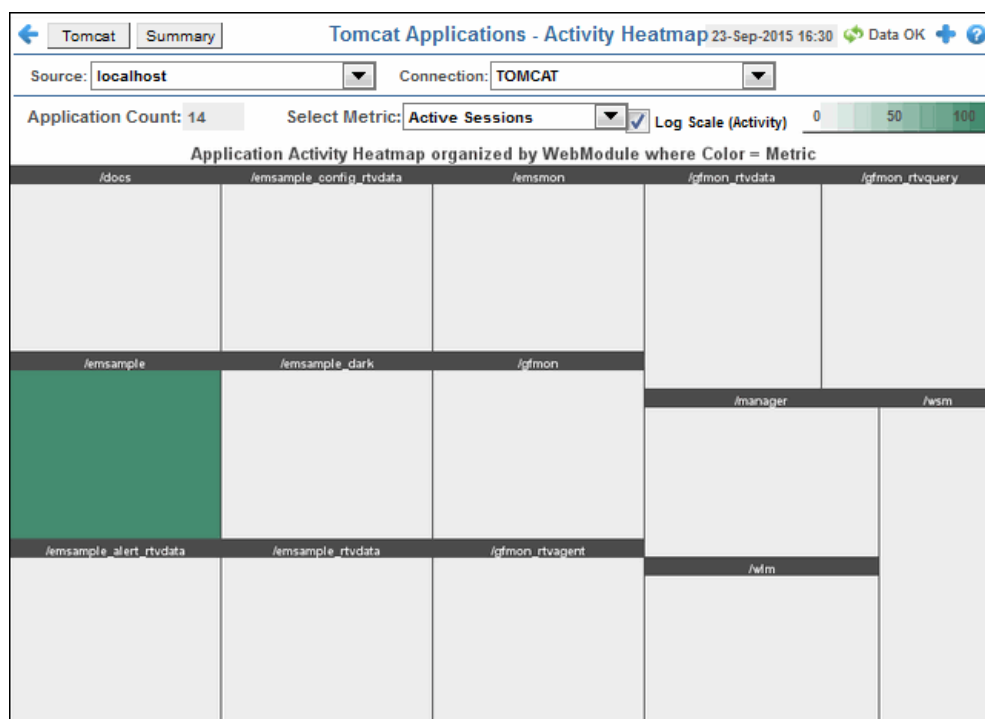 Tomcat Summary Tomcat Applications - Activity Heatmap 23-Sep-2015 16:30 Data OK
Source: localhost Connection: TOMCAT
Application Count: 14 Select Metric: Active Sessions Log Scale (Activity) 0 50 100
Application Activity Heatmap organized by WebModule where Color = Metric
/docs /emsample_config_rtvdata /emsmon /gfmon_rtvdata /gfmon_rtvquery
/emsample /emsample_dark /gfmon
/manager /wsm
/emsample_alert_rtvdata /emsample_rtvdata /gfmon_rtvagent
/wlm